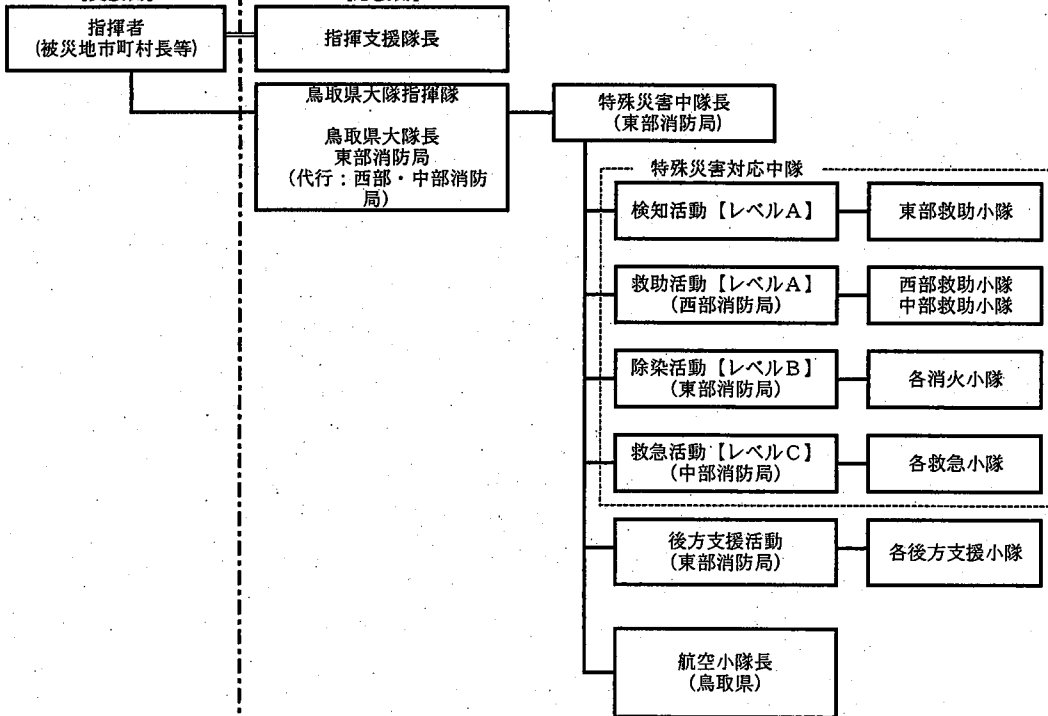 指揮者
(被災地市町村長等)
指揮支援隊長
鳥取県大隊指揮隊
鳥取県大隊長
東部消防局
(代行：西部・中部消防
局)
特殊災害中隊長
(東部消防局)
特殊災害対応中隊
検知活動【レベルA】
東部救助小隊
救助活動【レベルA】
(西部消防局)
西部救助小隊
中部救助小隊
除染活動【レベルB】
(東部消防局)
各消火小隊
救急活動【レベルC】
(中部消防局)
各救急小隊
後方支援活動
(東部消防局)
各後方支援小隊
航空小隊長
(鳥取県)